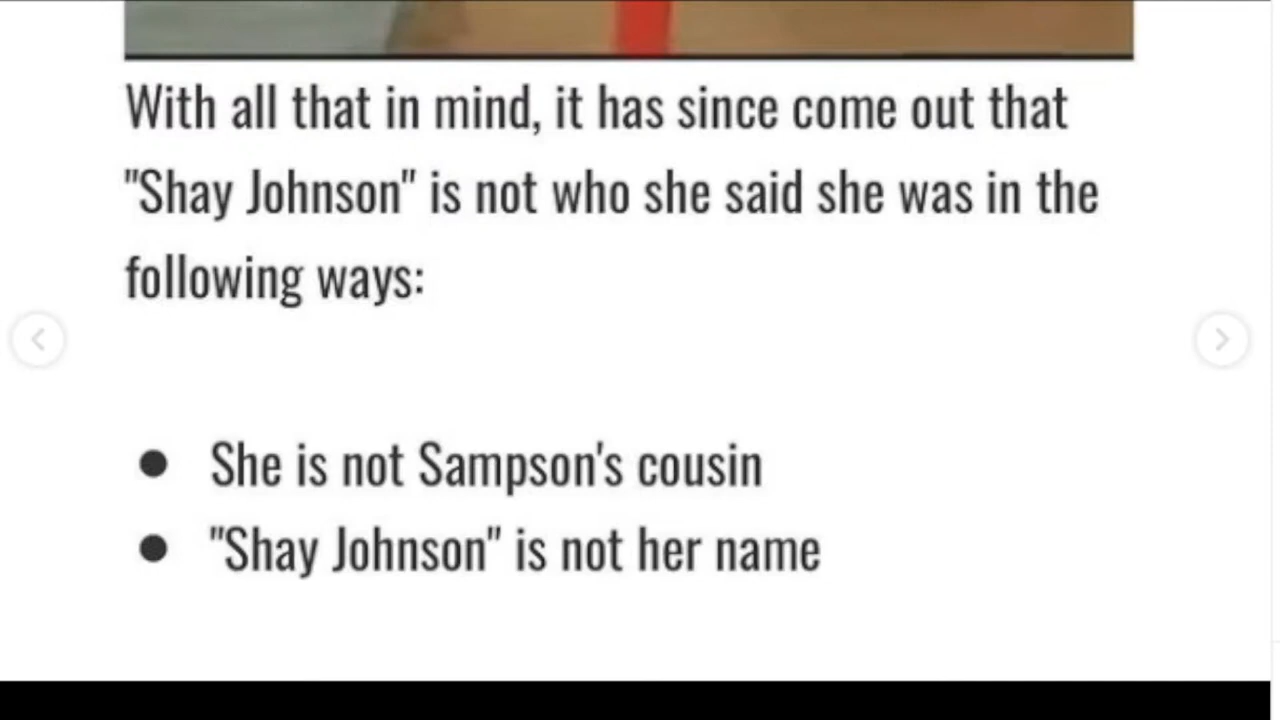 With all that in mind, it has since come out that
"Shay Johnson" is not who she said she was in the
following ways:
● She is not Sampson's cousin
● "Shay Johnson" is not her name